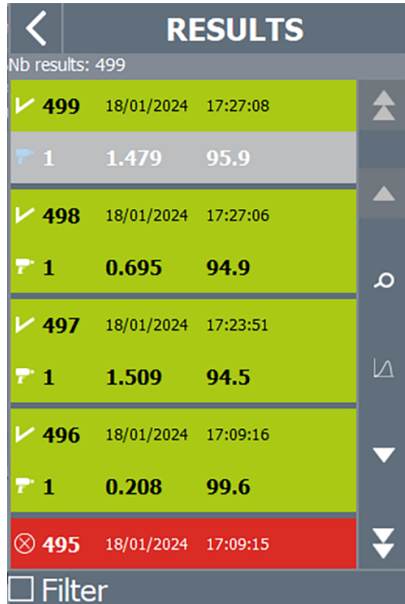 RESULTS
Nb results: 499
499 18/01/2024 17:27:08
1 1.479 95.9
498 18/01/2024 17:27:06
1 0.695 94.9
497 18/01/2024 17:23:51
1 1.509 94.5
496 18/01/2024 17:09:16
1 0.208 99.6
495 18/01/2024 17:09:15
Filter